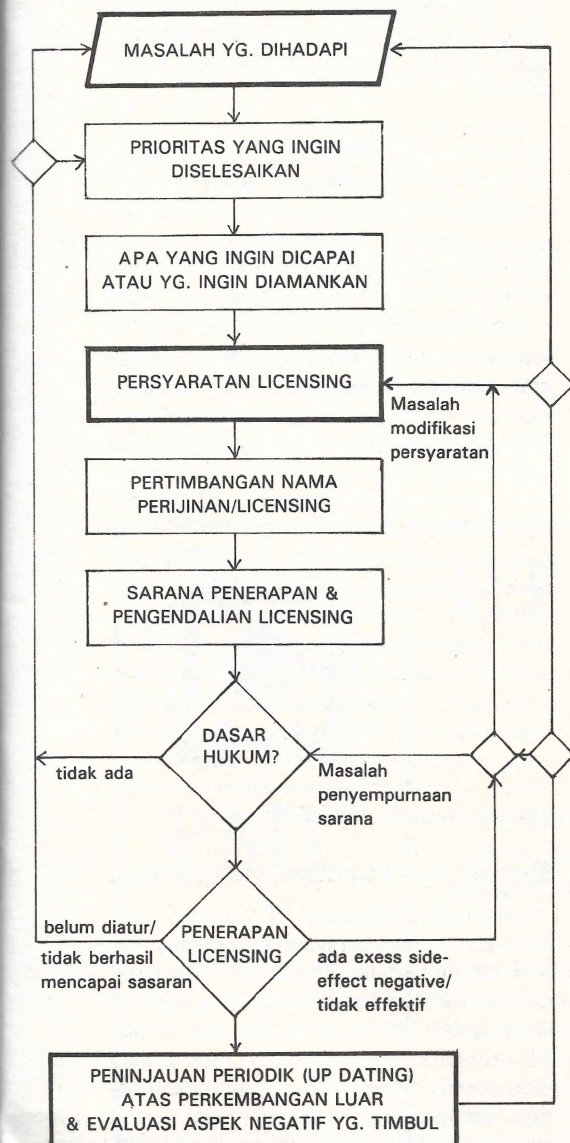 MASALAH YG. DIHADAPI
PRIORITAS YANG INGIN
DISELESAIKAN
APA YANG INGIN DICAPAI
ATAU YG. INGIN DIAMANKAN
PERSYARATAN LICENSING
Masalah
modifikasi
persyaratan
PERTIMBANGAN NAMA
PERIJINAN/LICENSING
SARANA PENERAPAN &
PENGENDALIAN LICENSING
DASAR
HUKUM?
tidak ada
Masalah
penyempurnaan
sarana
belum diatur/
tidak berhasil
mencapai sasaran
PENERAPAN
LICENSING
ada exess side-
effect negative/
tidak effektif
PENINJAUAN PERIODIK (UP DATING)
ATAS PERKEMBANGAN LUAR
& EVALUASI ASPEK NEGATIF YG. TIMBUL